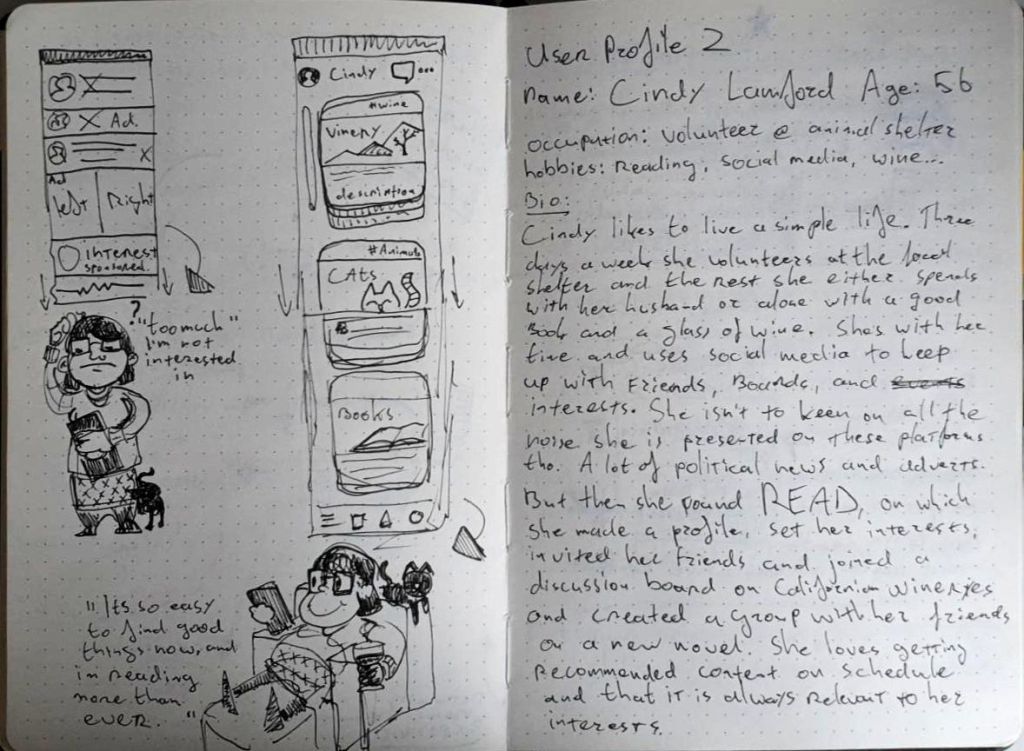 Ad.
Ad
left Right
interest
sponsored.
?
"too much"
I'm not
interested
in
Cindy
#wine
Vinery
description
#Animals
CAts
Books
"Its so easy
to find good
things now, and
im reading
more than
ever."
User Profile 2
name: Cindy Lamford Age: 56
occupation: volunteer @ animal shelter
hobbies: Reading, social media, wine...
Bio:
Cindy likes to live a simple life. Three
days a week she volunteers at the local
shelter and the rest she either spends
with her husband or alone with a good
Book and a glass of wine. Shes with her
time and uses social media to keep
up with Friends, Boards, and events
interests. She isn't to keen on all the
noise she is presented on these platforms
tho. A lot of political news and adverts.
But then she found READ, on which
she made a profile, set her interests,
invited her friends and joined a
discussion board on Californian wineryes
and created a group with her friends
on a new novel. She loves getting
Recommended content on schedule
and that it is always Relevant to her
interests.